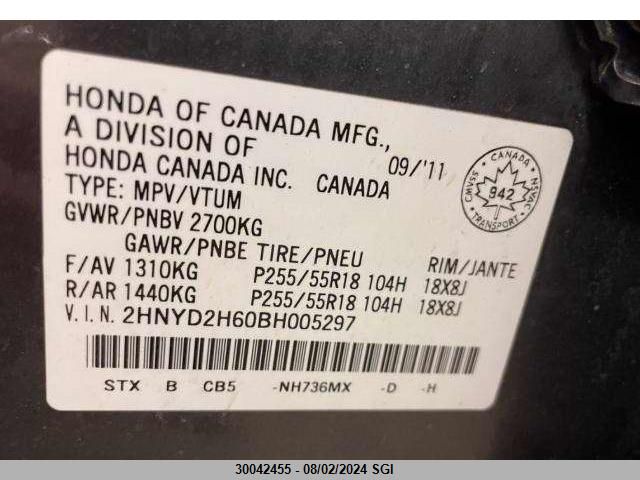 HONDA OF CANADA MFG.,
A DIVISION OF
HONDA CANADA INC. CANADA 09/'11
TYPE: MPV/VTUM
GVWR/PNBV 2700KG
GAWR/PNBE TIRE/PNEU RIM/JANTE
F/AV 1310KG P255/55R18 104H 18X8J
R/AR 1440KG P255/55R18 104H 18X8J
V.I.N. 2HNYD2H60BH005297
STX B CB5 -NH736MX -D -H
CANADA
CMVSS
942
NSVAC
TRANSPORT
30042455 - 08/02/2024 SGI